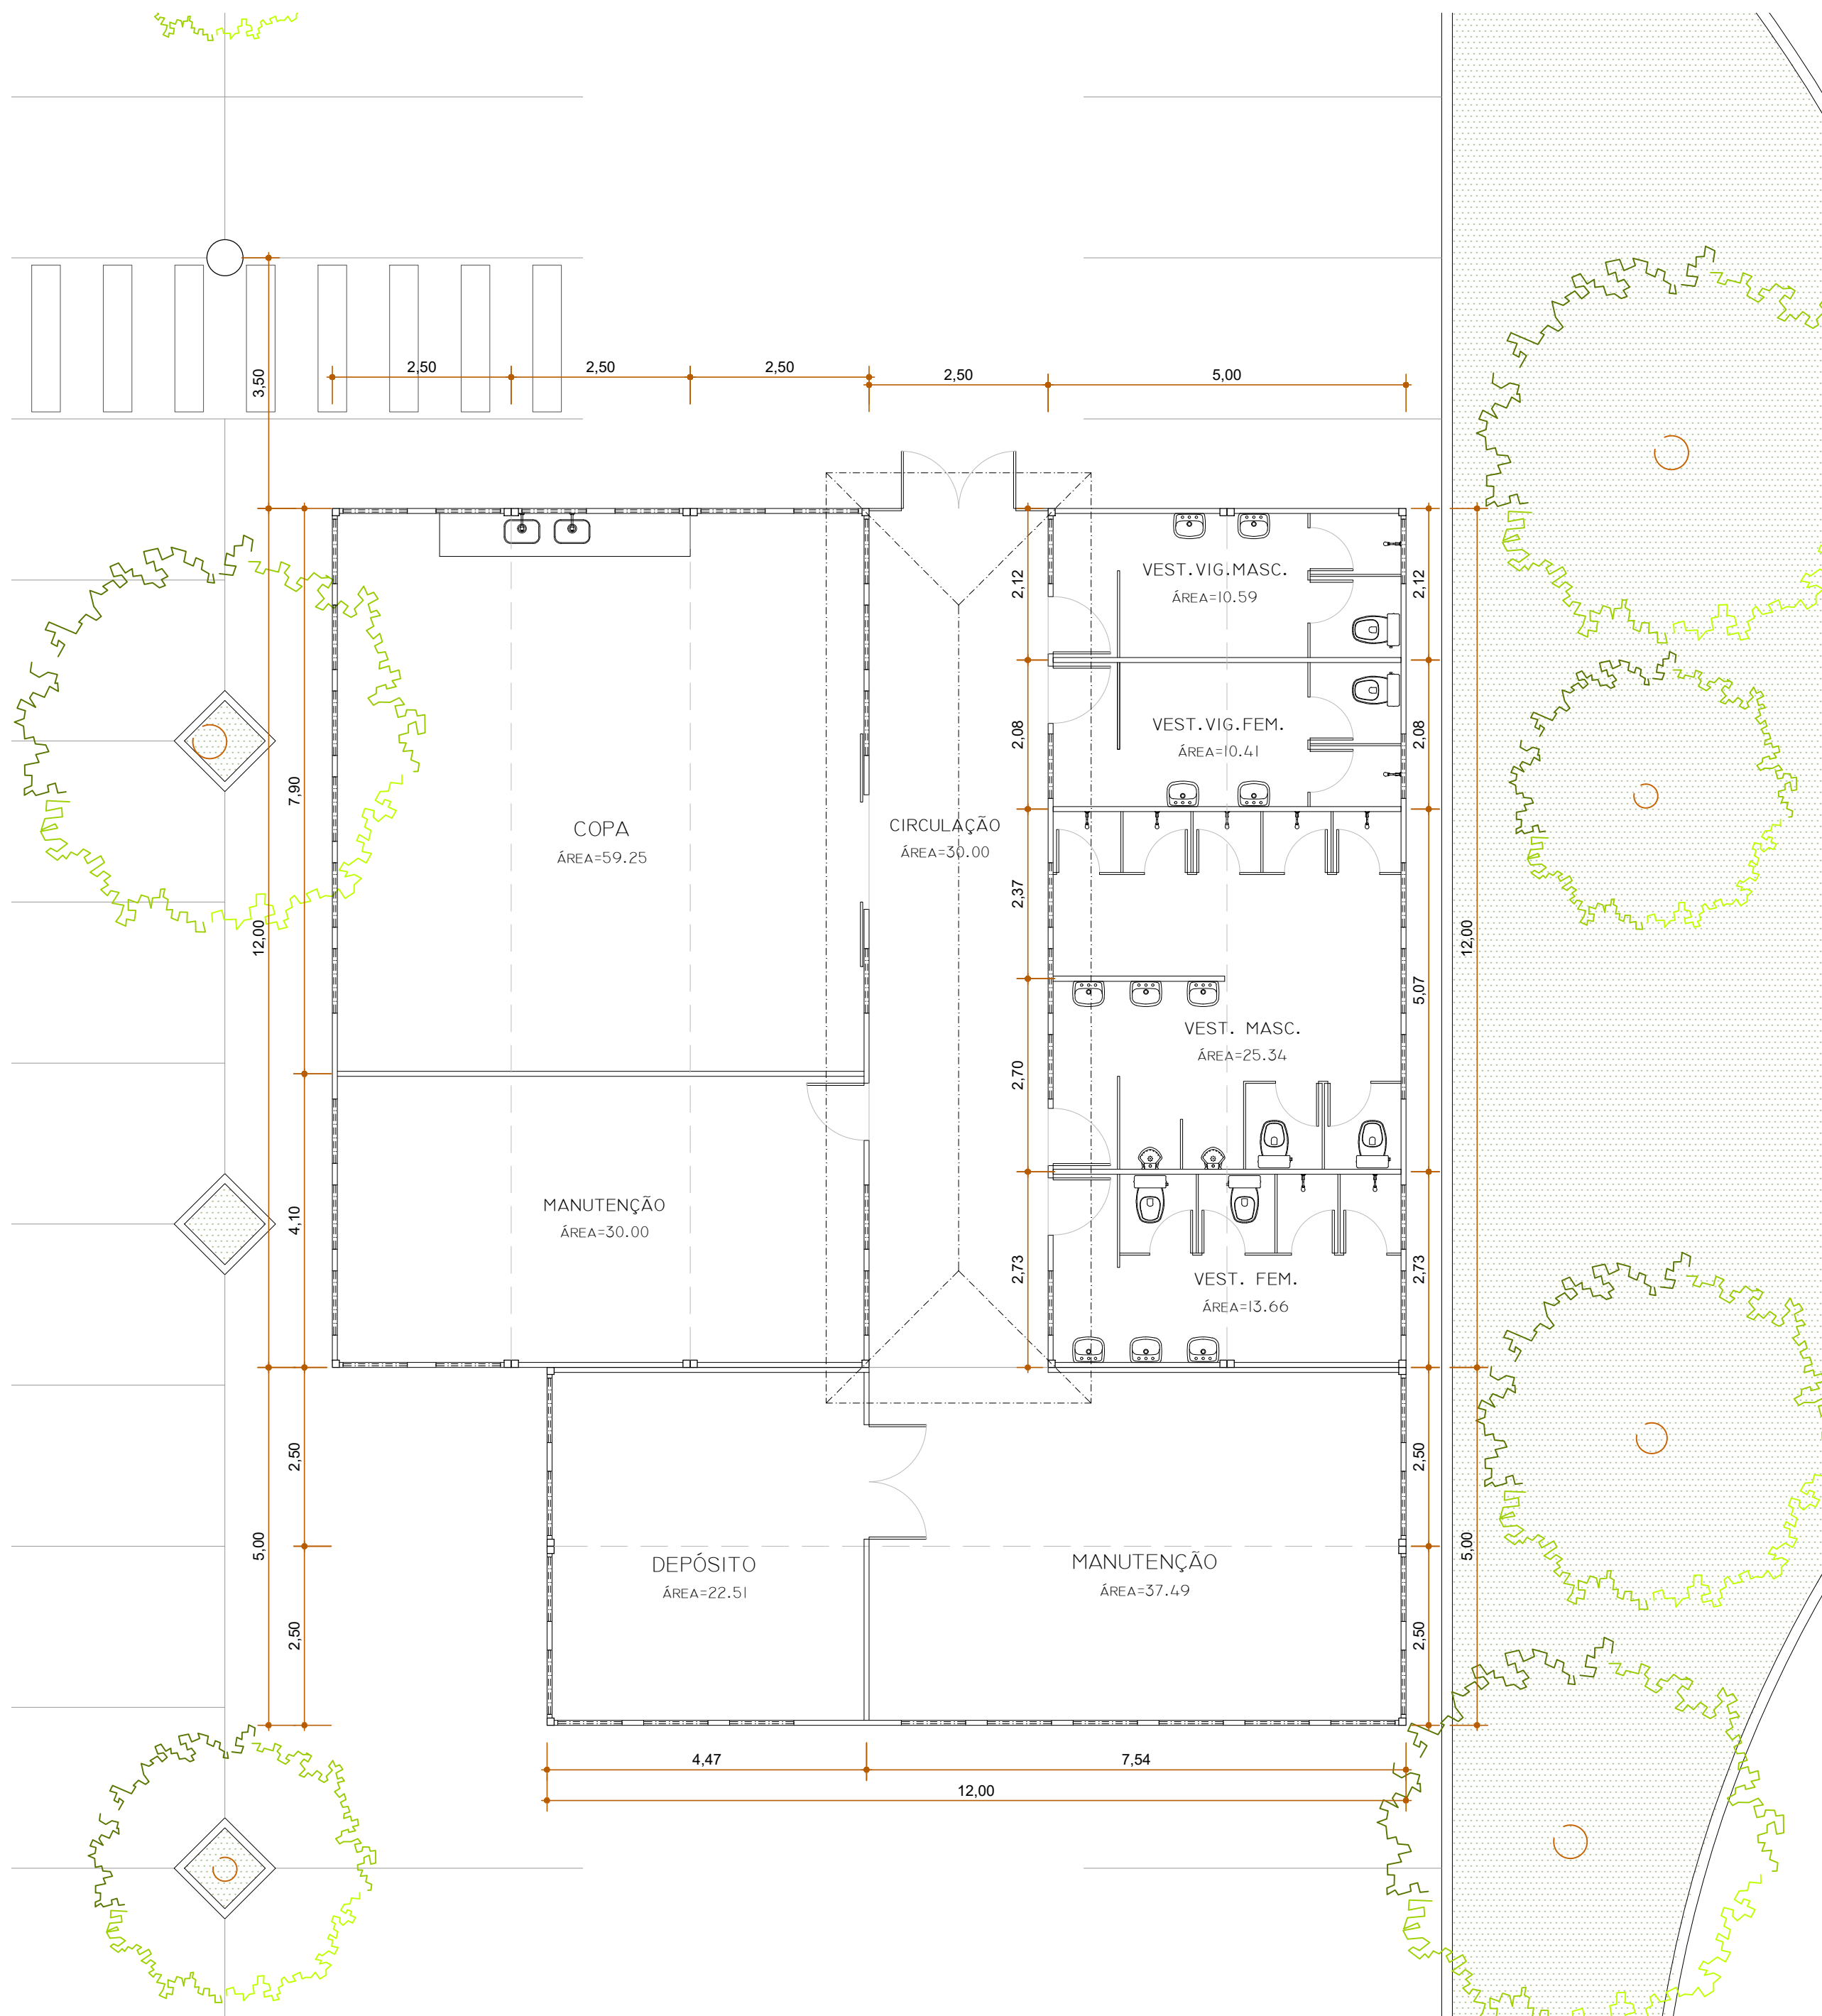 2,50
2,50
2,50
2,50
5,00
3,50
12,00
7,90
4,10
2,50
5,00
2,50
COPA
ÁREA=59.25
MANUTENÇÃO
ÁREA=30.00
CIRCULAÇÃO
ÁREA=30.00
2,12
2,08
2,37
2,70
2,73
VEST.VIG.MASC.
ÁREA=10.59
VEST.VIG.FEM.
ÁREA=10.41
VEST. MASC.
ÁREA=25.34
VEST. FEM.
ÁREA=13.66
2,12
2,08
5,07
2,73
2,50
2,50
12,00
5,00
DEPÓSITO
ÁREA=22.51
MANUTENÇÃO
ÁREA=37.49
4,47
7,54
12,00